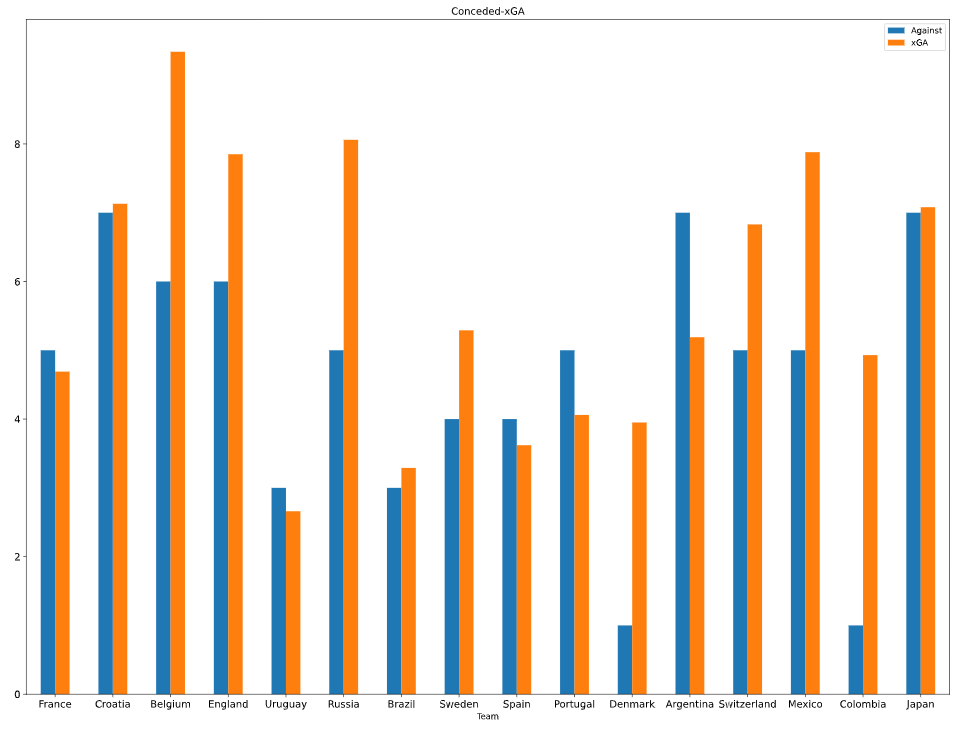 Conceded-xGA
Against
xGA
8
6
4
2
0
France Croatia Belgium England Uruguay Russia Brazil Sweden Spain Portugal Denmark Argentina Switzerland Mexico Colombia Japan
Team